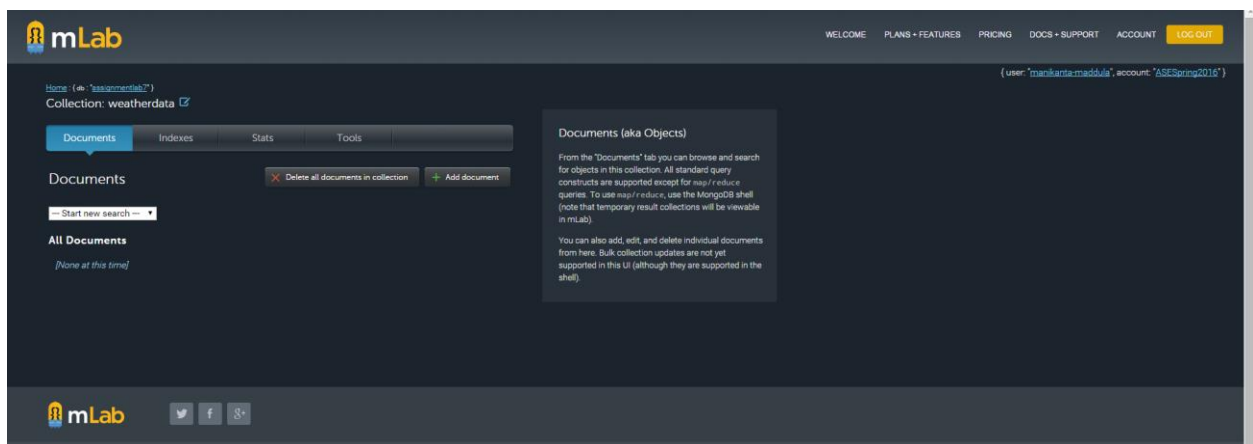 mLab
WELCOME PLANS + FEATURES PRICING DOCS + SUPPORT ACCOUNT LOG OUT
{ user: "manikanta-maddula", account: "ASESpring2016" }
Home : { db : "assignmentlab7" }
Collection: weatherdata
Documents Indexes Stats Tools
Documents
Delete all documents in collection
Add document
-- Start new search --
All Documents
[None at this time]
Documents (aka Objects)
From the "Documents" tab you can browse and search
for objects in this collection. All standard query
constructs are supported except for map/reduce
queries. To use map/reduce, use the MongoDB shell
(note that temporary result collections will be viewable
in mLab).
You can also add, edit, and delete individual documents
from here. Bulk collection updates are not yet
supported in this UI (although they are supported in the
shell).
mLab